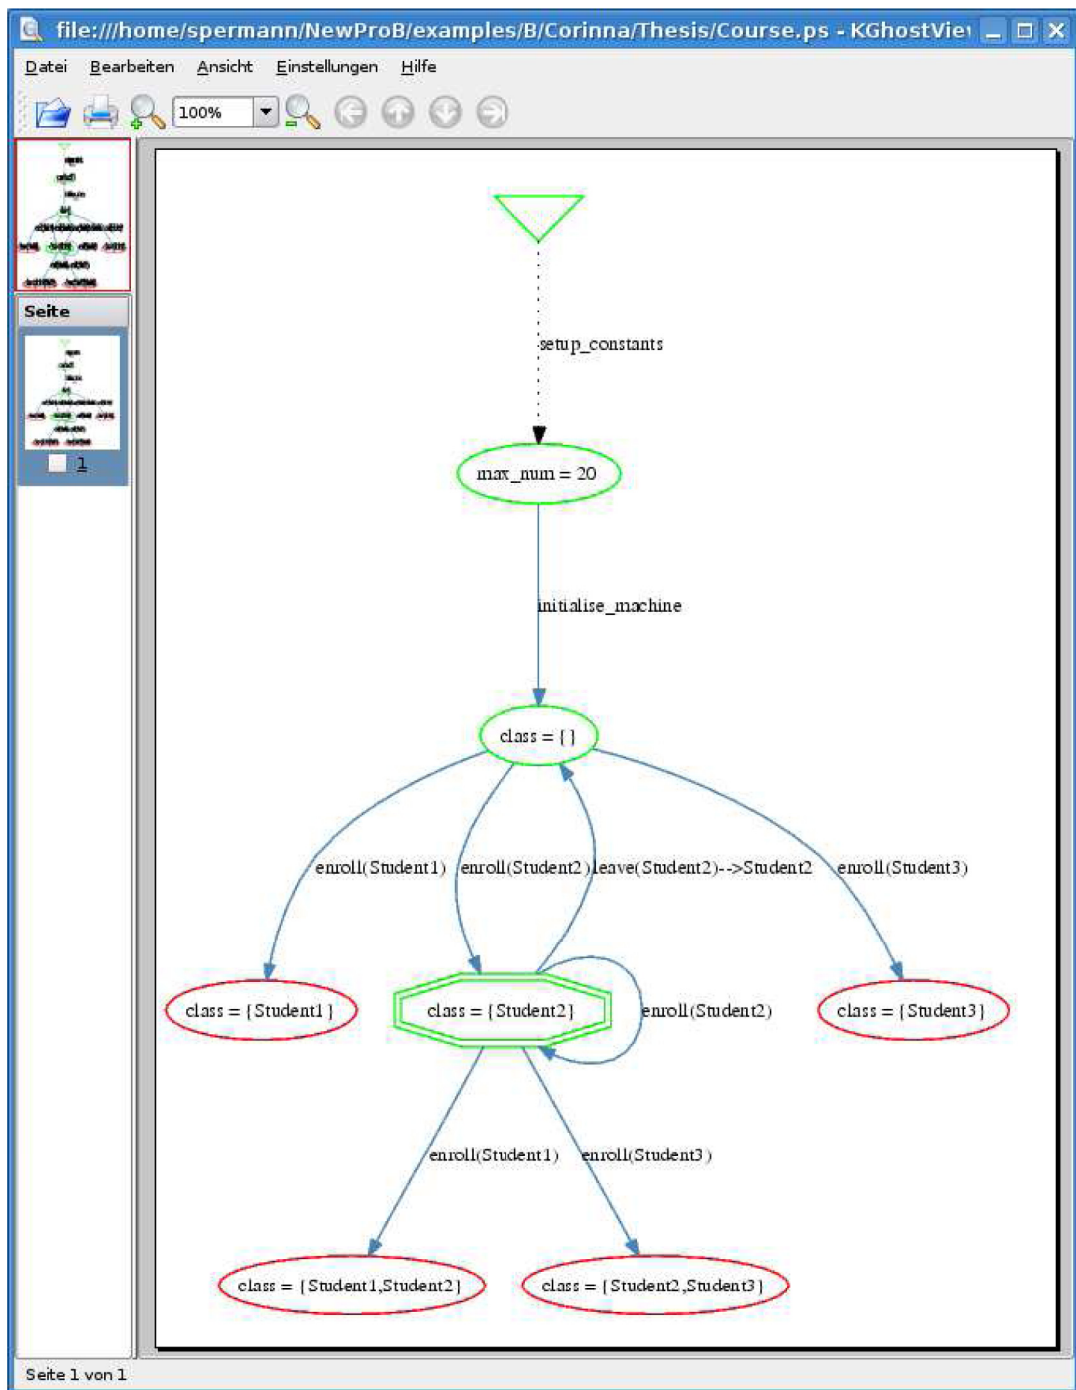 file:///home/spermann/NewProB/examples/B/Corinna/Thesis/Course.ps - KGhostView
Datei Bearbeiten Ansicht Einstellungen Hilfe
100%
Seite
1
setup_constants
max_num = 20
initialise_machine
class = {}
enroll(Student1) enroll(Student2) leave(Student2)-->Student2 enroll(Student3)
class = {Student1} class = {Student2} enroll(Student2) class = {Student3}
enroll(Student1) enroll(Student3)
class = {Student1,Student2} class = {Student2,Student3}
Seite 1 von 1